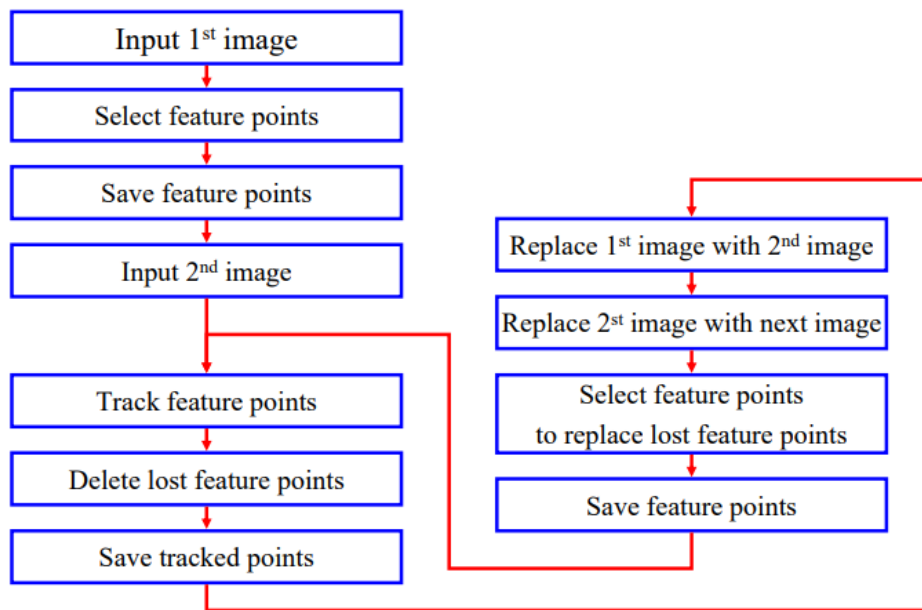 Input 1st image
Select feature points
Save feature points
Input 2nd image
Track feature points
Delete lost feature points
Save tracked points
Replace 1st image with 2nd image
Replace 2st image with next image
Select feature points
to replace lost feature points
Save feature points